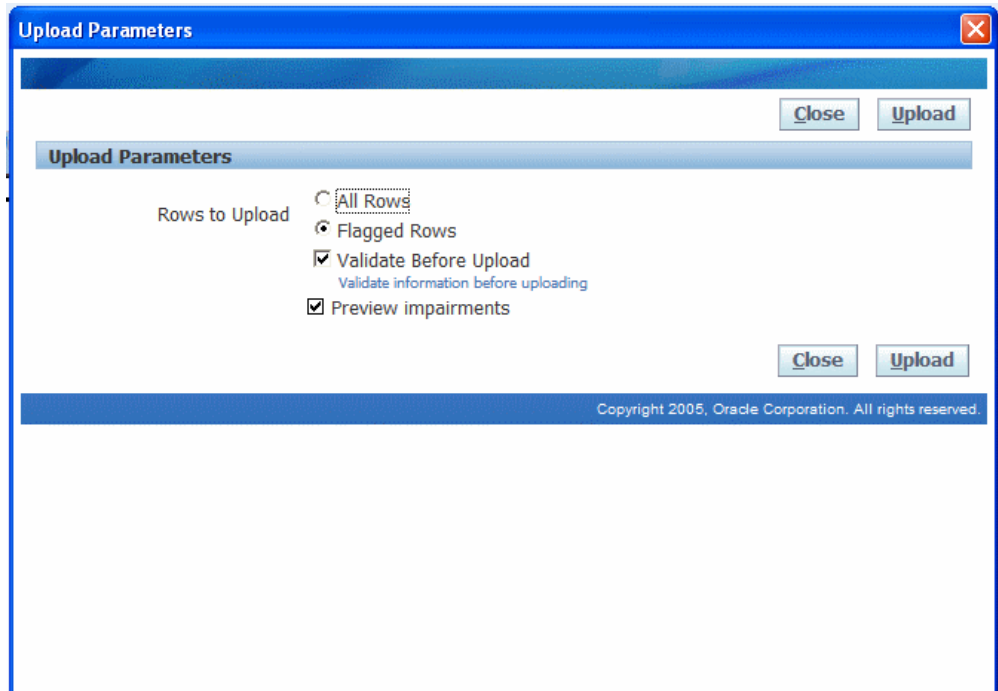 Upload Parameters
Close Upload
Upload Parameters
Rows to Upload
All Rows
Flagged Rows
Validate Before Upload
Validate information before uploading
Preview impairments
Close Upload
Copyright 2005, Oracle Corporation. All rights reserved.